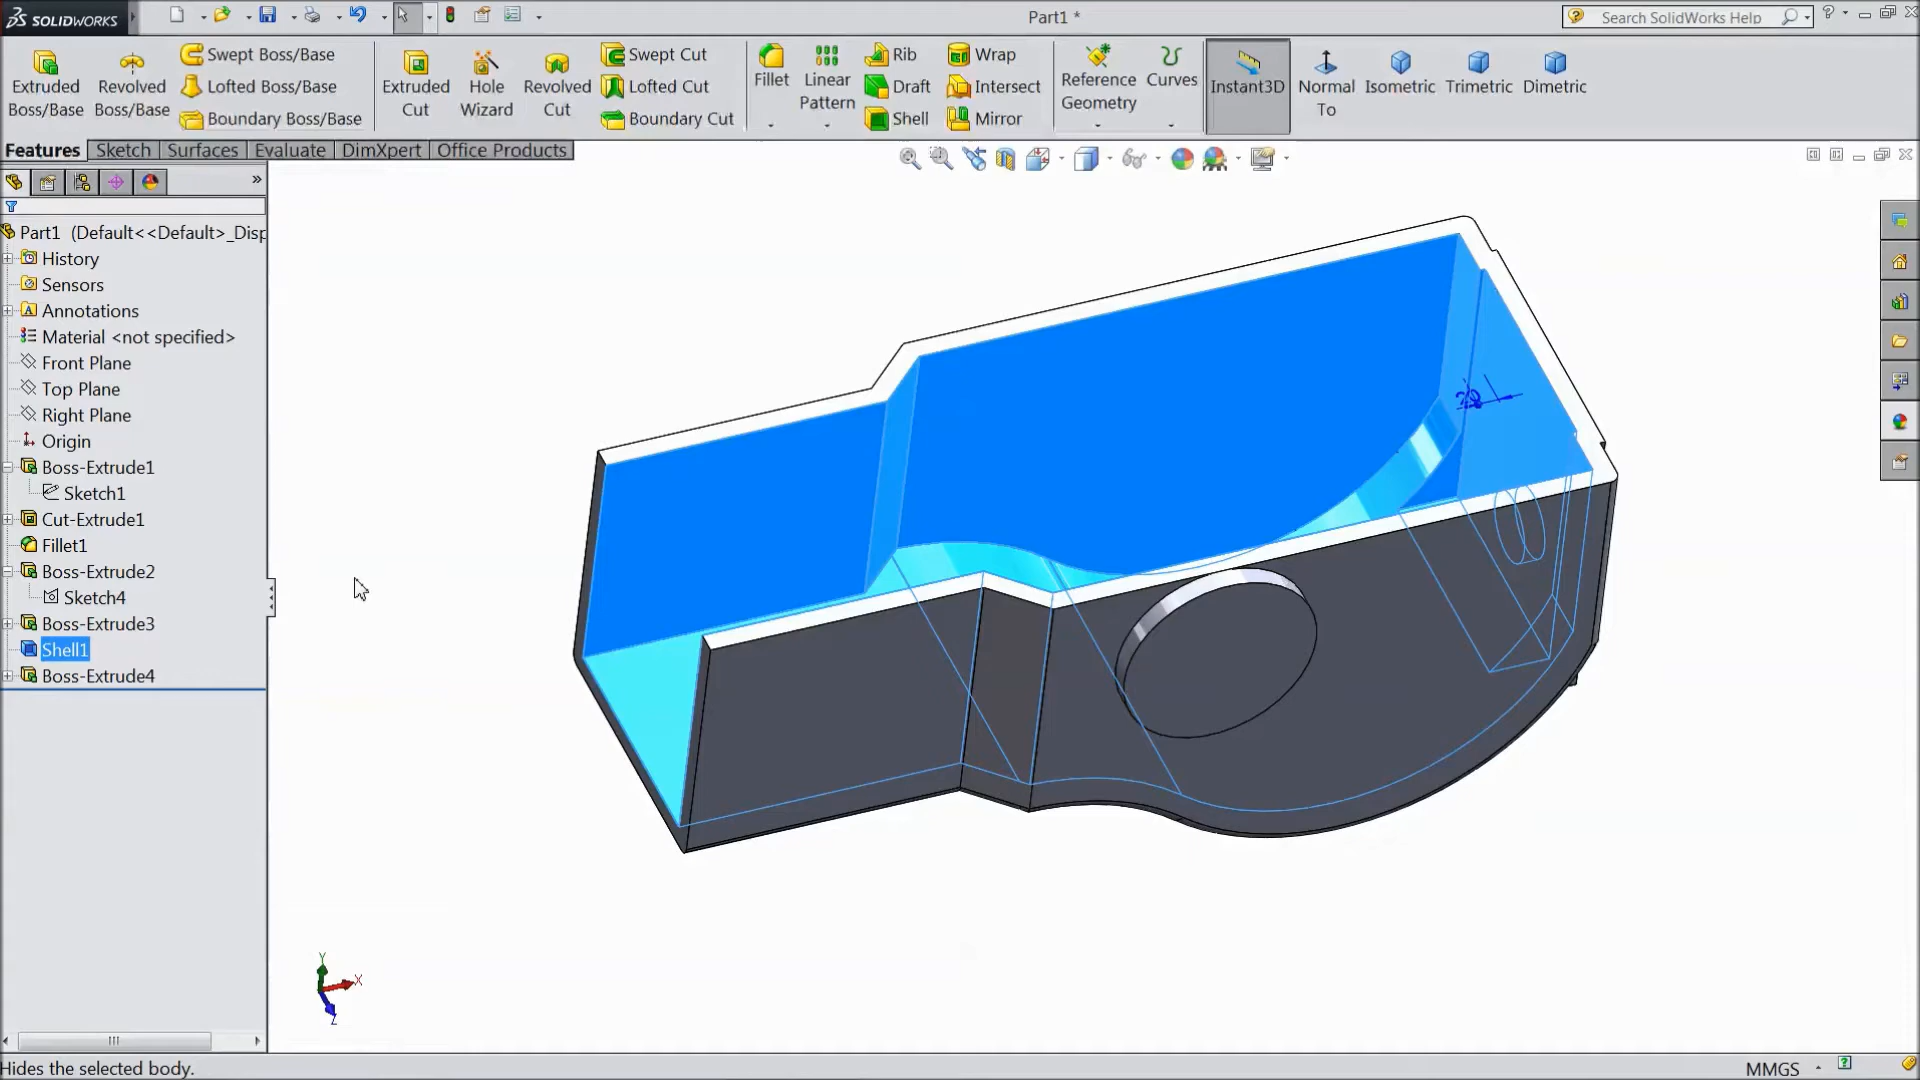 SOLIDWORKS
Part1 *
Search SolidWorks Help
Extruded Boss/Base
Revolved Boss/Base
Swept Boss/Base
Lofted Boss/Base
Boundary Boss/Base
Extruded Cut
Hole Wizard
Revolved Cut
Swept Cut
Lofted Cut
Boundary Cut
Fillet
Linear Pattern
Rib
Draft
Shell
Wrap
Intersect
Mirror
Reference Geometry
Curves
Instant3D
Normal To
Isometric
Trimetric
Dimetric
Features
Sketch
Surfaces
Evaluate
DimXpert
Office Products
Part1 (Default<<Default>_Disp
History
Sensors
Annotations
Material <not specified>
Front Plane
Top Plane
Right Plane
Origin
Boss-Extrude1
Sketch1
Cut-Extrude1
Fillet1
Boss-Extrude2
Sketch4
Boss-Extrude3
Shell1
Boss-Extrude4
Y
X
Z
Hides the selected body.
MMGS